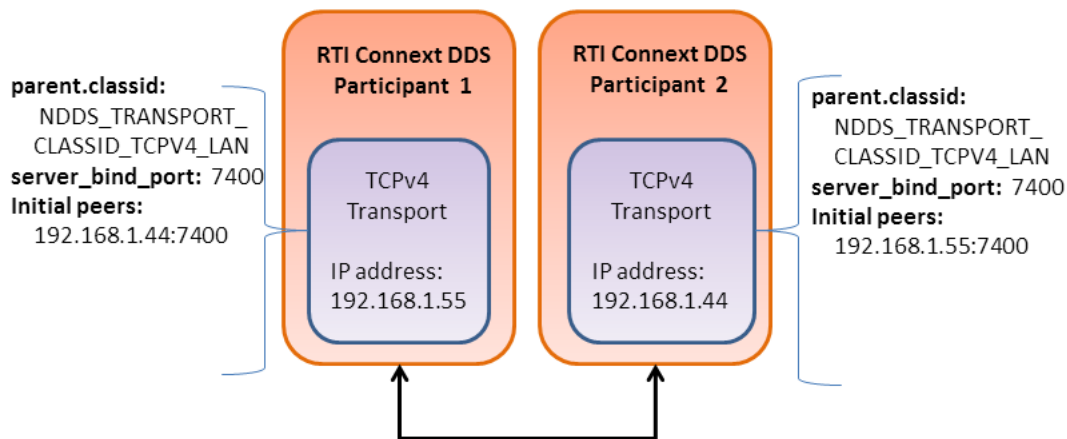 parent.classid:
NDDS_TRANSPORT_
CLASSID_TCPV4_LAN
server_bind_port: 7400
Initial peers:
192.168.1.44:7400
RTI Connext DDS
Participant 1
TCPv4
Transport
IP address:
192.168.1.55
RTI Connext DDS
Participant 2
TCPv4
Transport
IP address:
192.168.1.44
parent.classid:
NDDS_TRANSPORT_
CLASSID_TCPV4_LAN
server_bind_port: 7400
Initial peers:
192.168.1.55:7400